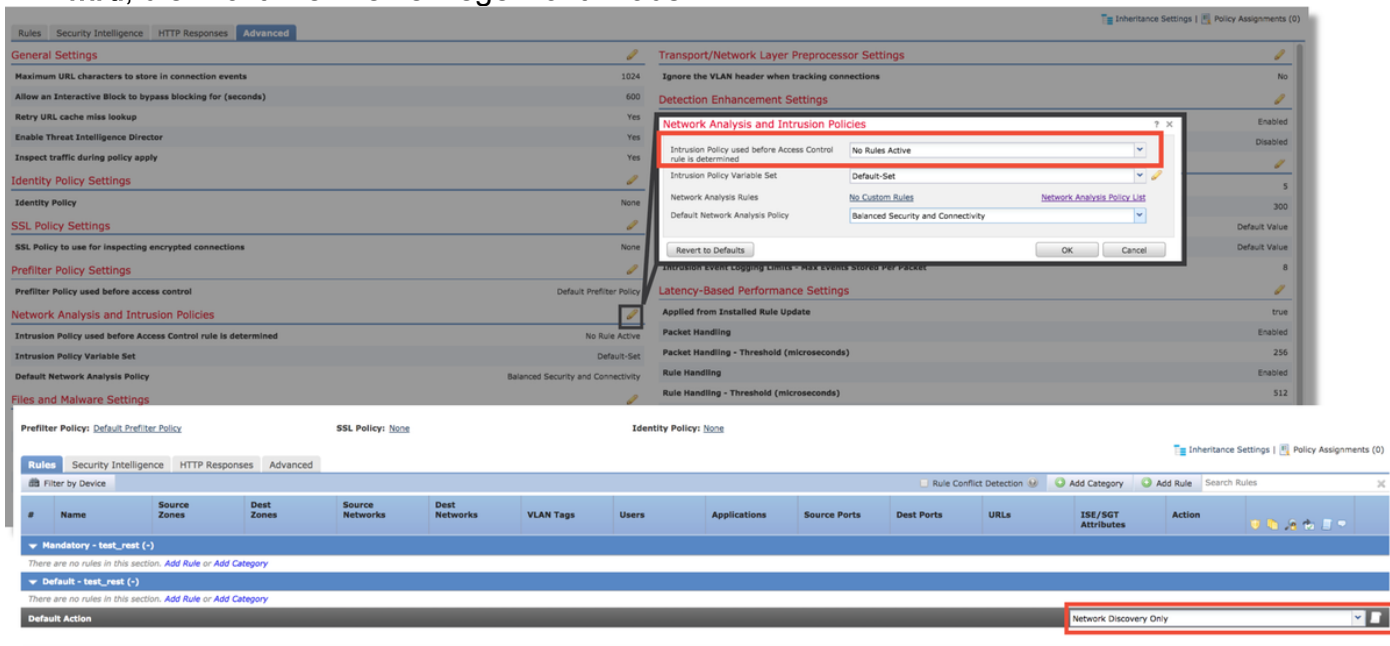 Inheritance Settings | Policy Assignments (0)
Rules Security Intelligence HTTP Responses Advanced
General Settings
Maximum URL characters to store in connection events 1024
Allow an Interactive Block to bypass blocking for (seconds) 600
Retry URL cache miss lookup Yes
Enable Threat Intelligence Director Yes
Inspect traffic during policy apply Yes
Identity Policy Settings
Identity Policy None
SSL Policy Settings
SSL Policy to use for inspecting encrypted connections None
Prefilter Policy Settings
Prefilter Policy used before access control Default Prefilter Policy
Network Analysis and Intrusion Policies
Intrusion Policy used before Access Control rule is determined No Rule Active
Intrusion Policy Variable Set Default-Set
Default Network Analysis Policy Balanced Security and Connectivity
Files and Malware Settings
Transport/Network Layer Preprocessor Settings
Ignore the VLAN header when tracking connections No
Detection Enhancement Settings
Enabled
Disabled
5
300
Default Value
Default Value
Network Analysis and Intrusion Policies ? X
Intrusion Policy used before Access Control
rule is determined
No Rules Active
Intrusion Policy Variable Set Default-Set
Network Analysis Rules No Custom Rules Network Analysis Policy List
Default Network Analysis Policy Balanced Security and Connectivity
Revert to Defaults OK Cancel
Intrusion Event Logging Limits - Max Events Stored Per Packet 8
Latency-Based Performance Settings
Applied from Installed Rule Update true
Packet Handling Enabled
Packet Handling - Threshold (microseconds) 256
Rule Handling Enabled
Rule Handling - Threshold (microseconds) 512
Prefilter Policy: Default Prefilter Policy SSL Policy: None Identity Policy: None
Inheritance Settings | Policy Assignments (0)
Rules Security Intelligence HTTP Responses Advanced
Filter by Device Rule Conflict Detection Add Category Add Rule Search Rules
# Name Source Zones Dest Zones Source Networks Dest Networks VLAN Tags Users Applications Source Ports Dest Ports URLs ISE/SGT Attributes Action
Mandatory - test_rest (-)
There are no rules in this section. Add Rule or Add Category
Default - test_rest (-)
There are no rules in this section. Add Rule or Add Category
Default Action Network Discovery Only